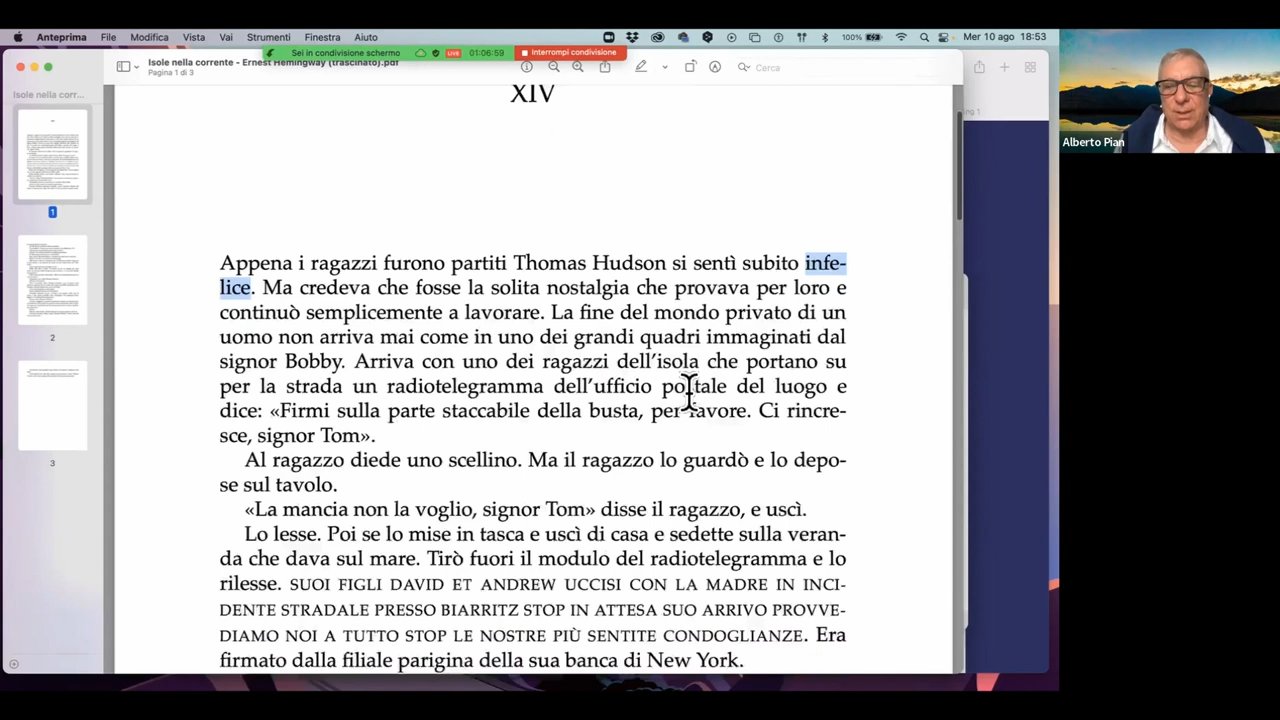 Anteprima File Modifica Vista Vai Strumenti Finestra Aiuto 100% Mer 10 ago 18:53
Sei in condivisione schermo LIVE 01:06:59 Interrompi condivisione
Isole nella corrente - Ernest Hemingway (trascinato).pdf
Pagina 1 di 3
Cerca
Isole nella corr...
1
2
3
XIV
Appena i ragazzi furono partiti Thomas Hudson si sentì subito infe-
lice. Ma credeva che fosse la solita nostalgia che provava per loro e
continuò semplicemente a lavorare. La fine del mondo privato di un
uomo non arriva mai come in uno dei grandi quadri immaginati dal
signor Bobby. Arriva con uno dei ragazzi dell’isola che portano su
per la strada un radiotelegramma dell’ufficio postale del luogo e
dice: «Firmi sulla parte staccabile della busta, per favore. Ci rincre-
sce, signor Tom».
Al ragazzo diede uno scellino. Ma il ragazzo lo guardò e lo depo-
se sul tavolo.
«La mancia non la voglio, signor Tom» disse il ragazzo, e uscì.
Lo lesse. Poi se lo mise in tasca e uscì di casa e sedette sulla veran-
da che dava sul mare. Tirò fuori il modulo del radiotelegramma e lo
rilesse. SUOI FIGLI DAVID ET ANDREW UCCISI CON LA MADRE IN INCI-
DENTE STRADALE PRESSO BIARRITZ STOP IN ATTESA SUO ARRIVO PROVVE-
DIAMO NOI A TUTTO STOP LE NOSTRE PIÙ SENTITE CONDOGLIANZE. Era
firmato dalla filiale parigina della sua banca di New York.
Alberto Pian